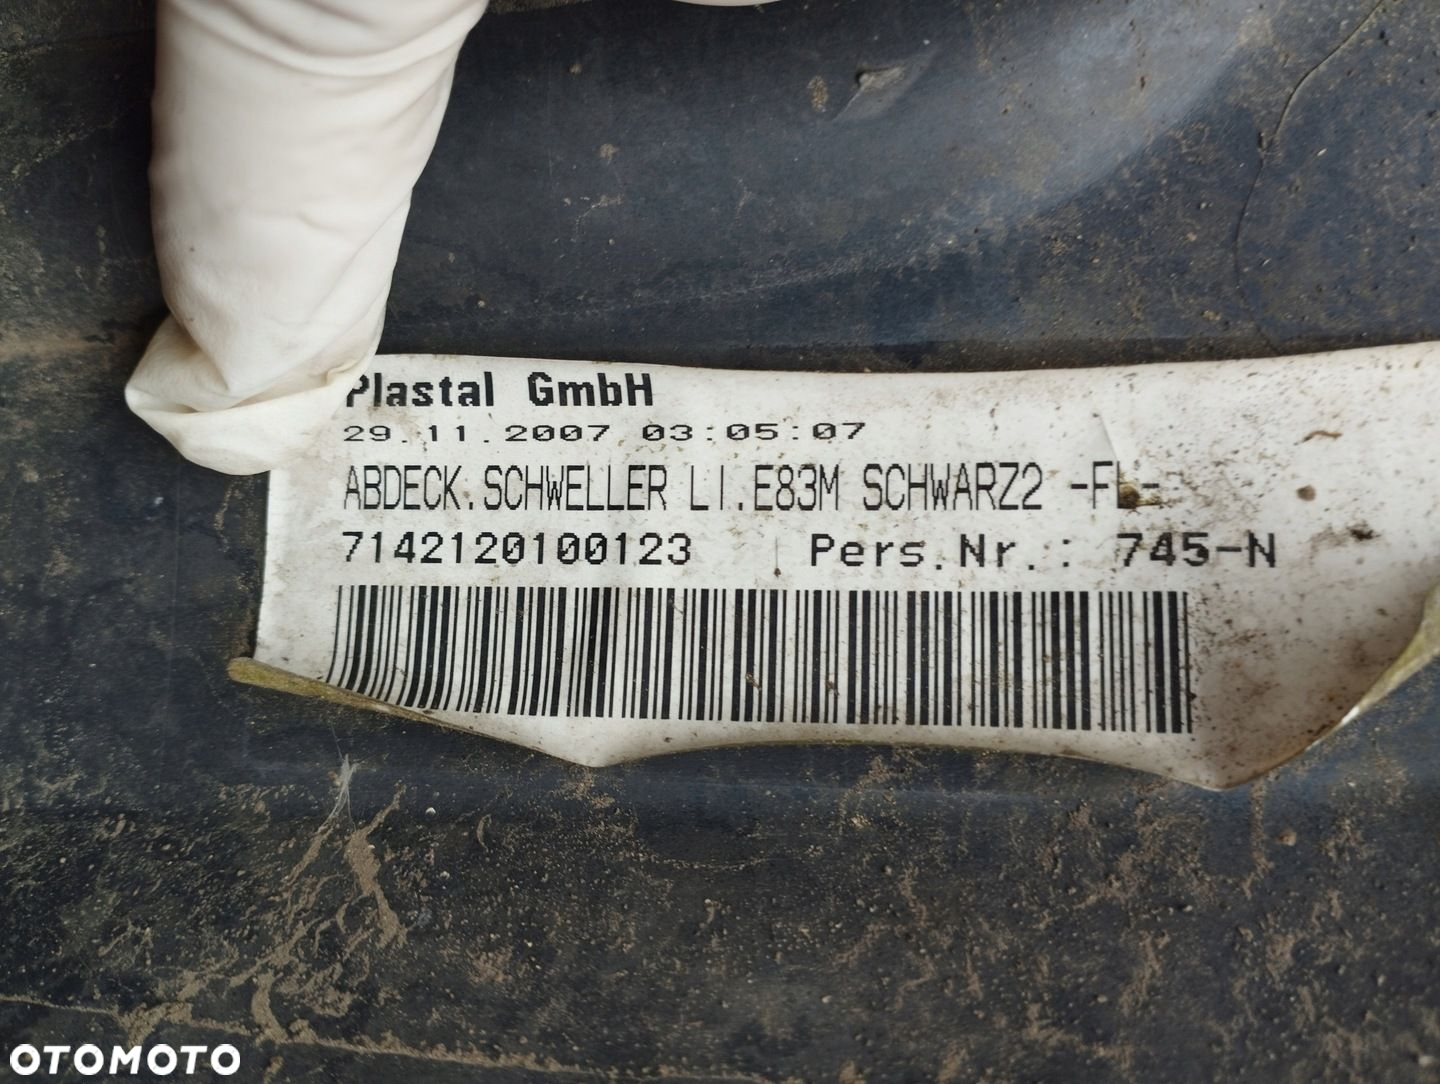 Plastal GmbH
29.11.2007 03:05:07
ABDECK.SCHWELLER LI.E83M SCHWARZ2 -FL-
7142120100123 Pers.Nr.: 745-N
OTOMOTO